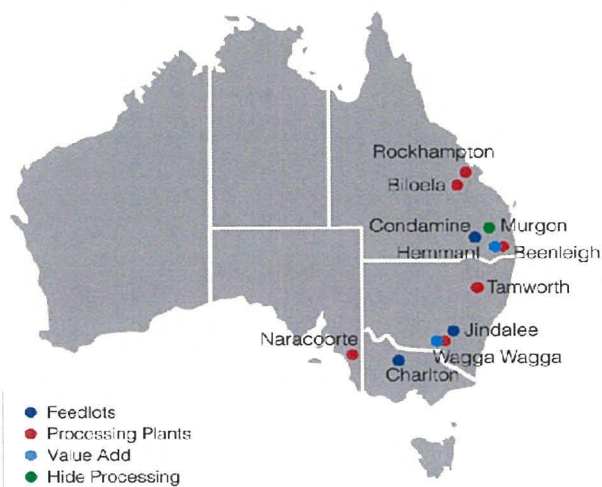 Rockhampton
Biloela
Condamine
Murgon
Hemmant
Beenleigh
Tamworth
Jindalee
Naracoorte
Wagga Wagga
Charlton
Feedlots
Processing Plants
Value Add
Hide Processing